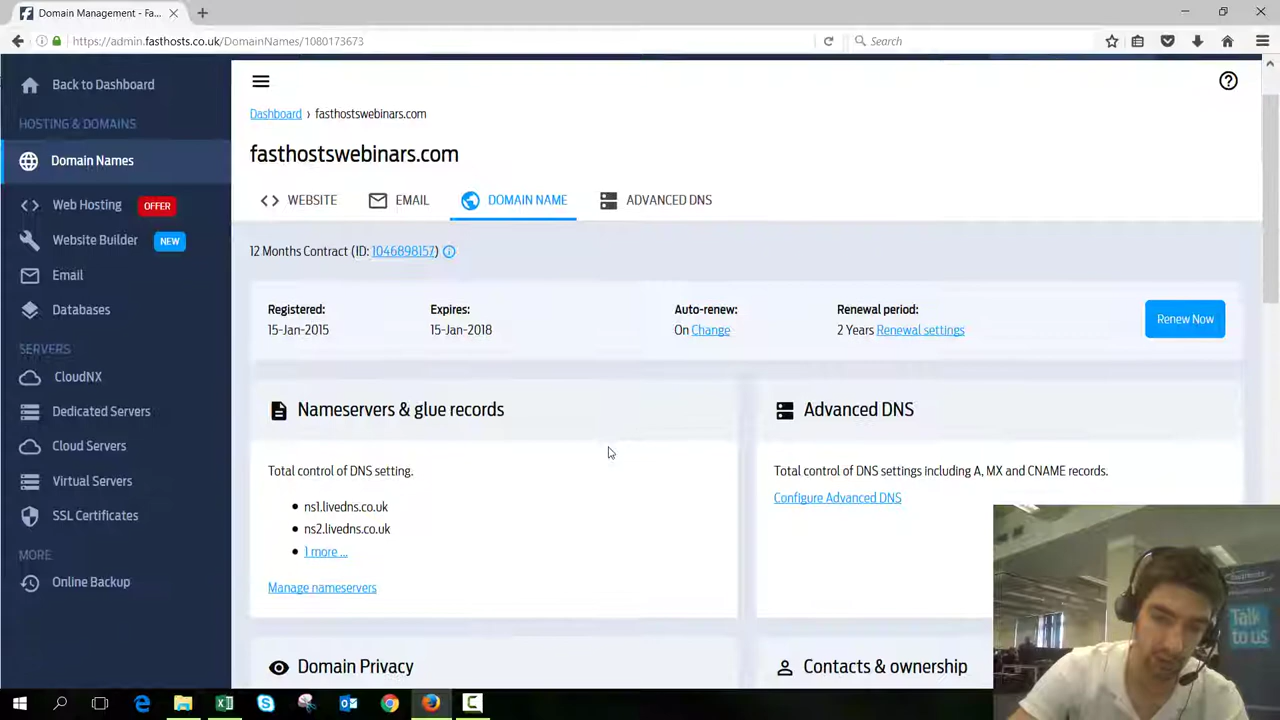 Domain Management - Fa...
https://admin.fasthosts.co.uk/DomainNames/1080173673
Search
Back to Dashboard
HOSTING & DOMAINS
Domain Names
Web Hosting OFFER
Website Builder NEW
Email
Databases
SERVERS
CloudNX
Dedicated Servers
Cloud Servers
Virtual Servers
SSL Certificates
MORE
Online Backup
Dashboard › fasthostswebinars.com
fasthostswebinars.com
WEBSITE EMAIL DOMAIN NAME ADVANCED DNS
12 Months Contract (ID: 1046898157)
Registered: Expires: Auto-renew: Renewal period:
15-Jan-2015 15-Jan-2018 On Change 2 Years Renewal settings
Renew Now
Nameservers & glue records
Total control of DNS setting.
• ns1.livedns.co.uk
• ns2.livedns.co.uk
• 1 more ...
Manage nameservers
Advanced DNS
Total control of DNS settings including A, MX and CNAME records.
Configure Advanced DNS
Domain Privacy
Contacts & ownership
Talk
to us